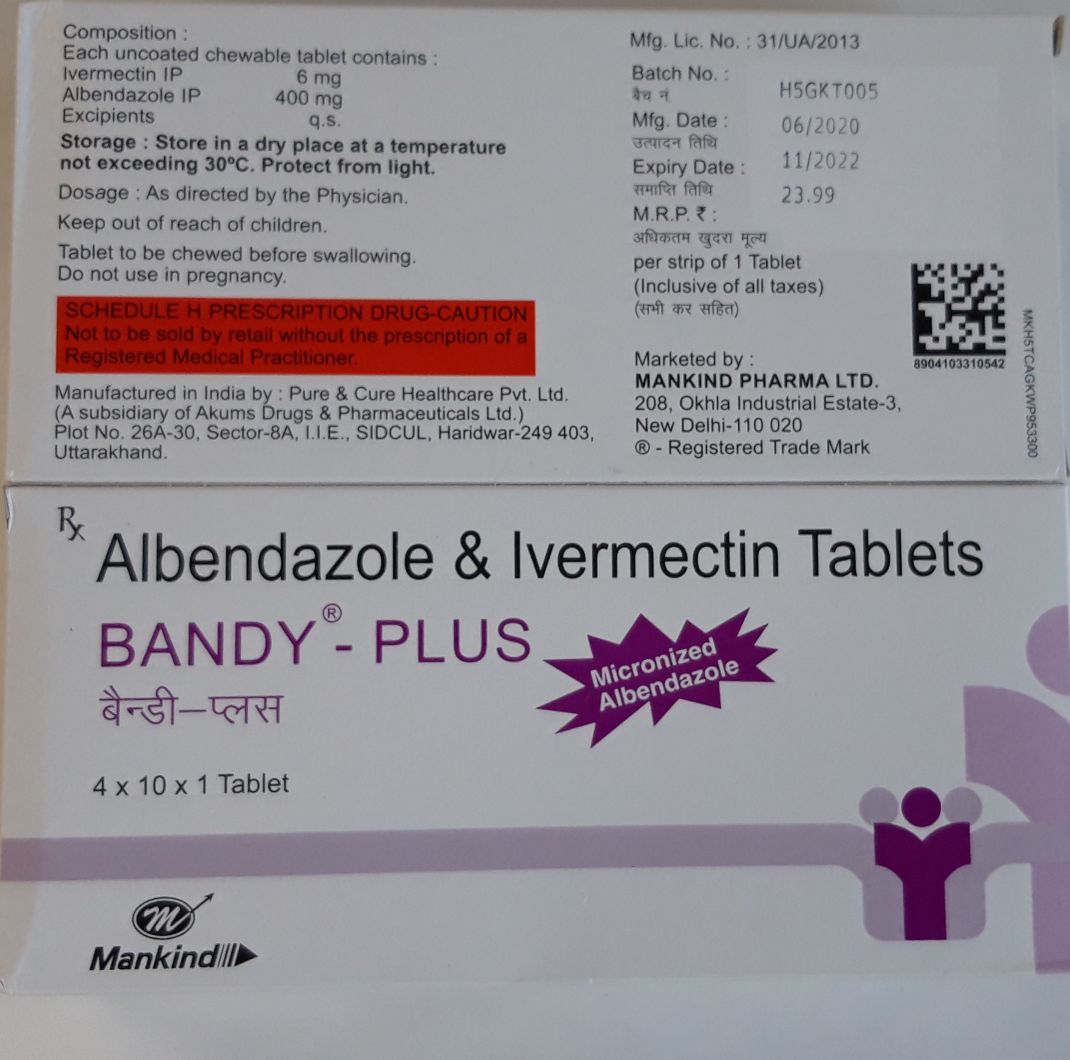 Composition :
Each uncoated chewable tablet contains :
Ivermectin IP 6 mg
Albendazole IP 400 mg
Excipients q.s.
Storage : Store in a dry place at a temperature
not exceeding 30ºC. Protect from light.
Dosage : As directed by the Physician.
Keep out of reach of children.
Tablet to be chewed before swallowing.
Do not use in pregnancy.
SCHEDULE H PRESCRIPTION DRUG-CAUTION
Not to be sold by retail without the prescription of a
Registered Medical Practitioner.
Manufactured in India by : Pure & Cure Healthcare Pvt. Ltd.
(A subsidiary of Akums Drugs & Pharmaceuticals Ltd.)
Plot No. 26A-30, Sector-8A, I.I.E., SIDCUL, Haridwar-249 403,
Uttarakhand.
Mfg. Lic. No. : 31/UA/2013
Batch No. : H5GKT005
बैच नं.
Mfg. Date : 06/2020
उत्पादन तिथि
Expiry Date : 11/2022
समाप्ति तिथि 23.99
M.R.P. ₹ :
अधिकतम खुदरा मूल्य
per strip of 1 Tablet
(Inclusive of all taxes)
(सभी कर सहित)
8904103310542
MKH5TCAGKWP953300
Marketed by :
MANKIND PHARMA LTD.
208, Okhla Industrial Estate-3,
New Delhi-110 020
® - Registered Trade Mark
Rx
Albendazole & Ivermectin Tablets
BANDY® - PLUS
बैन्डी-प्लस
Micronized
Albendazole
4 x 10 x 1 Tablet
m
Mankind